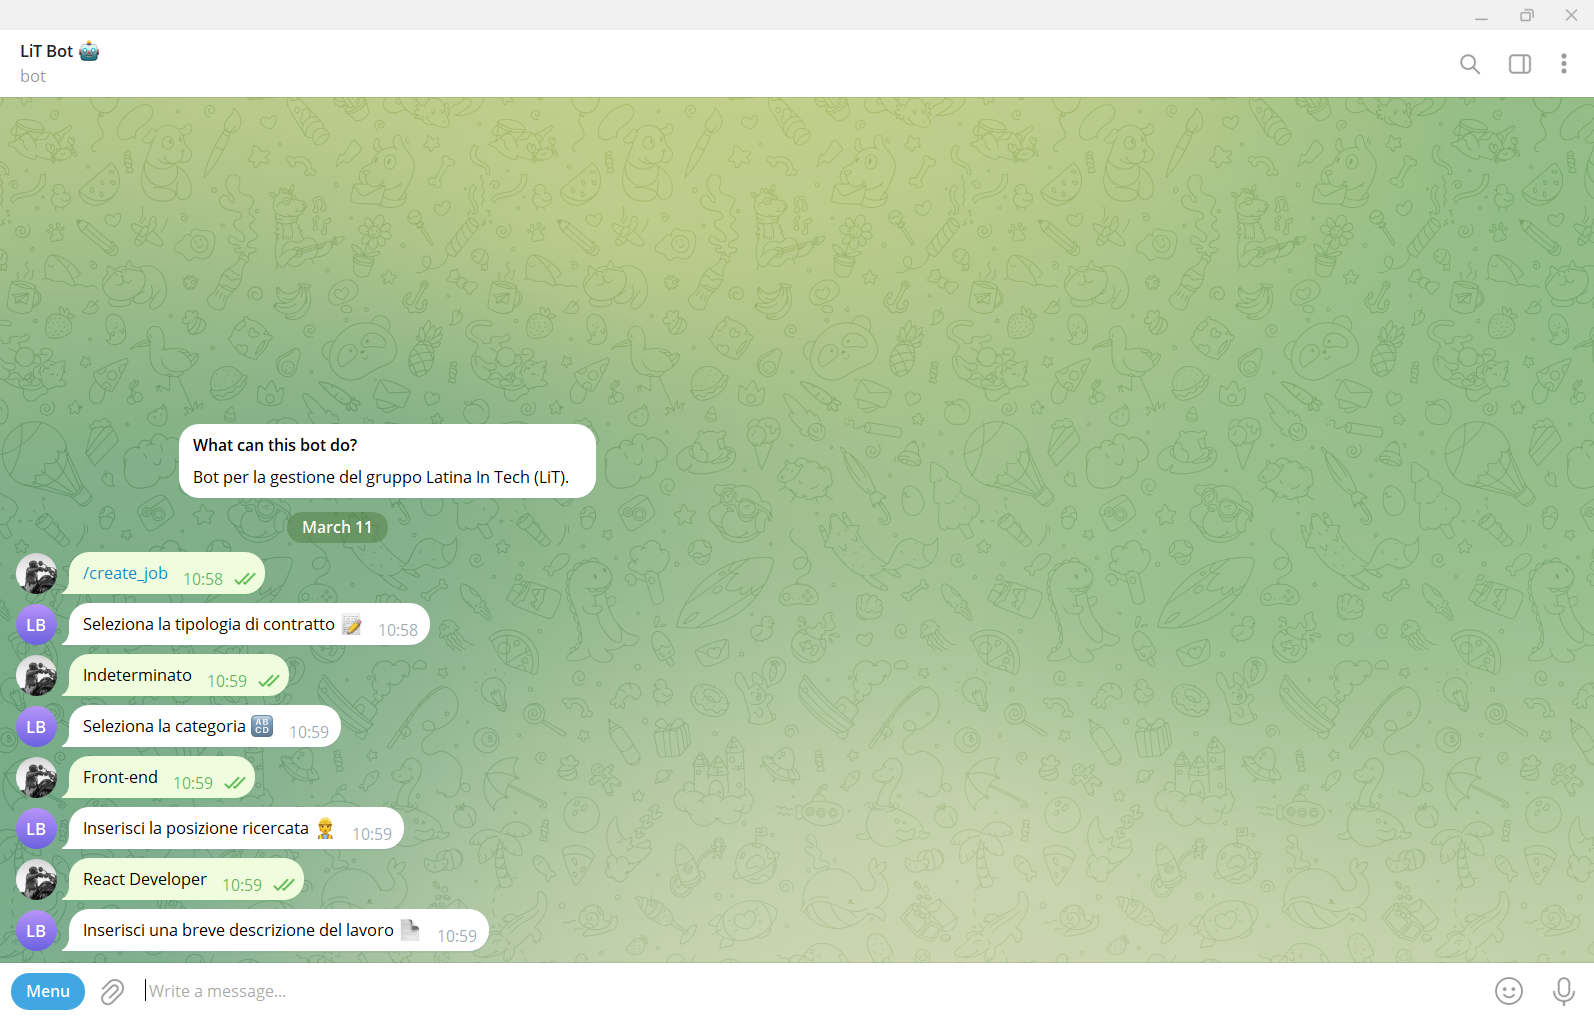 LiT Bot 🤖
bot
What can this bot do?
Bot per la gestione del gruppo Latina In Tech (LiT).
March 11
/create_job 10:58
LB Seleziona la tipologia di contratto 📝 10:58
Indeterminato 10:59
LB Seleziona la categoria 🔠 10:59
Front-end 10:59
LB Inserisci la posizione ricercata 👷 10:59
React Developer 10:59
LB Inserisci una breve descrizione del lavoro 📄 10:59
Menu Write a message...